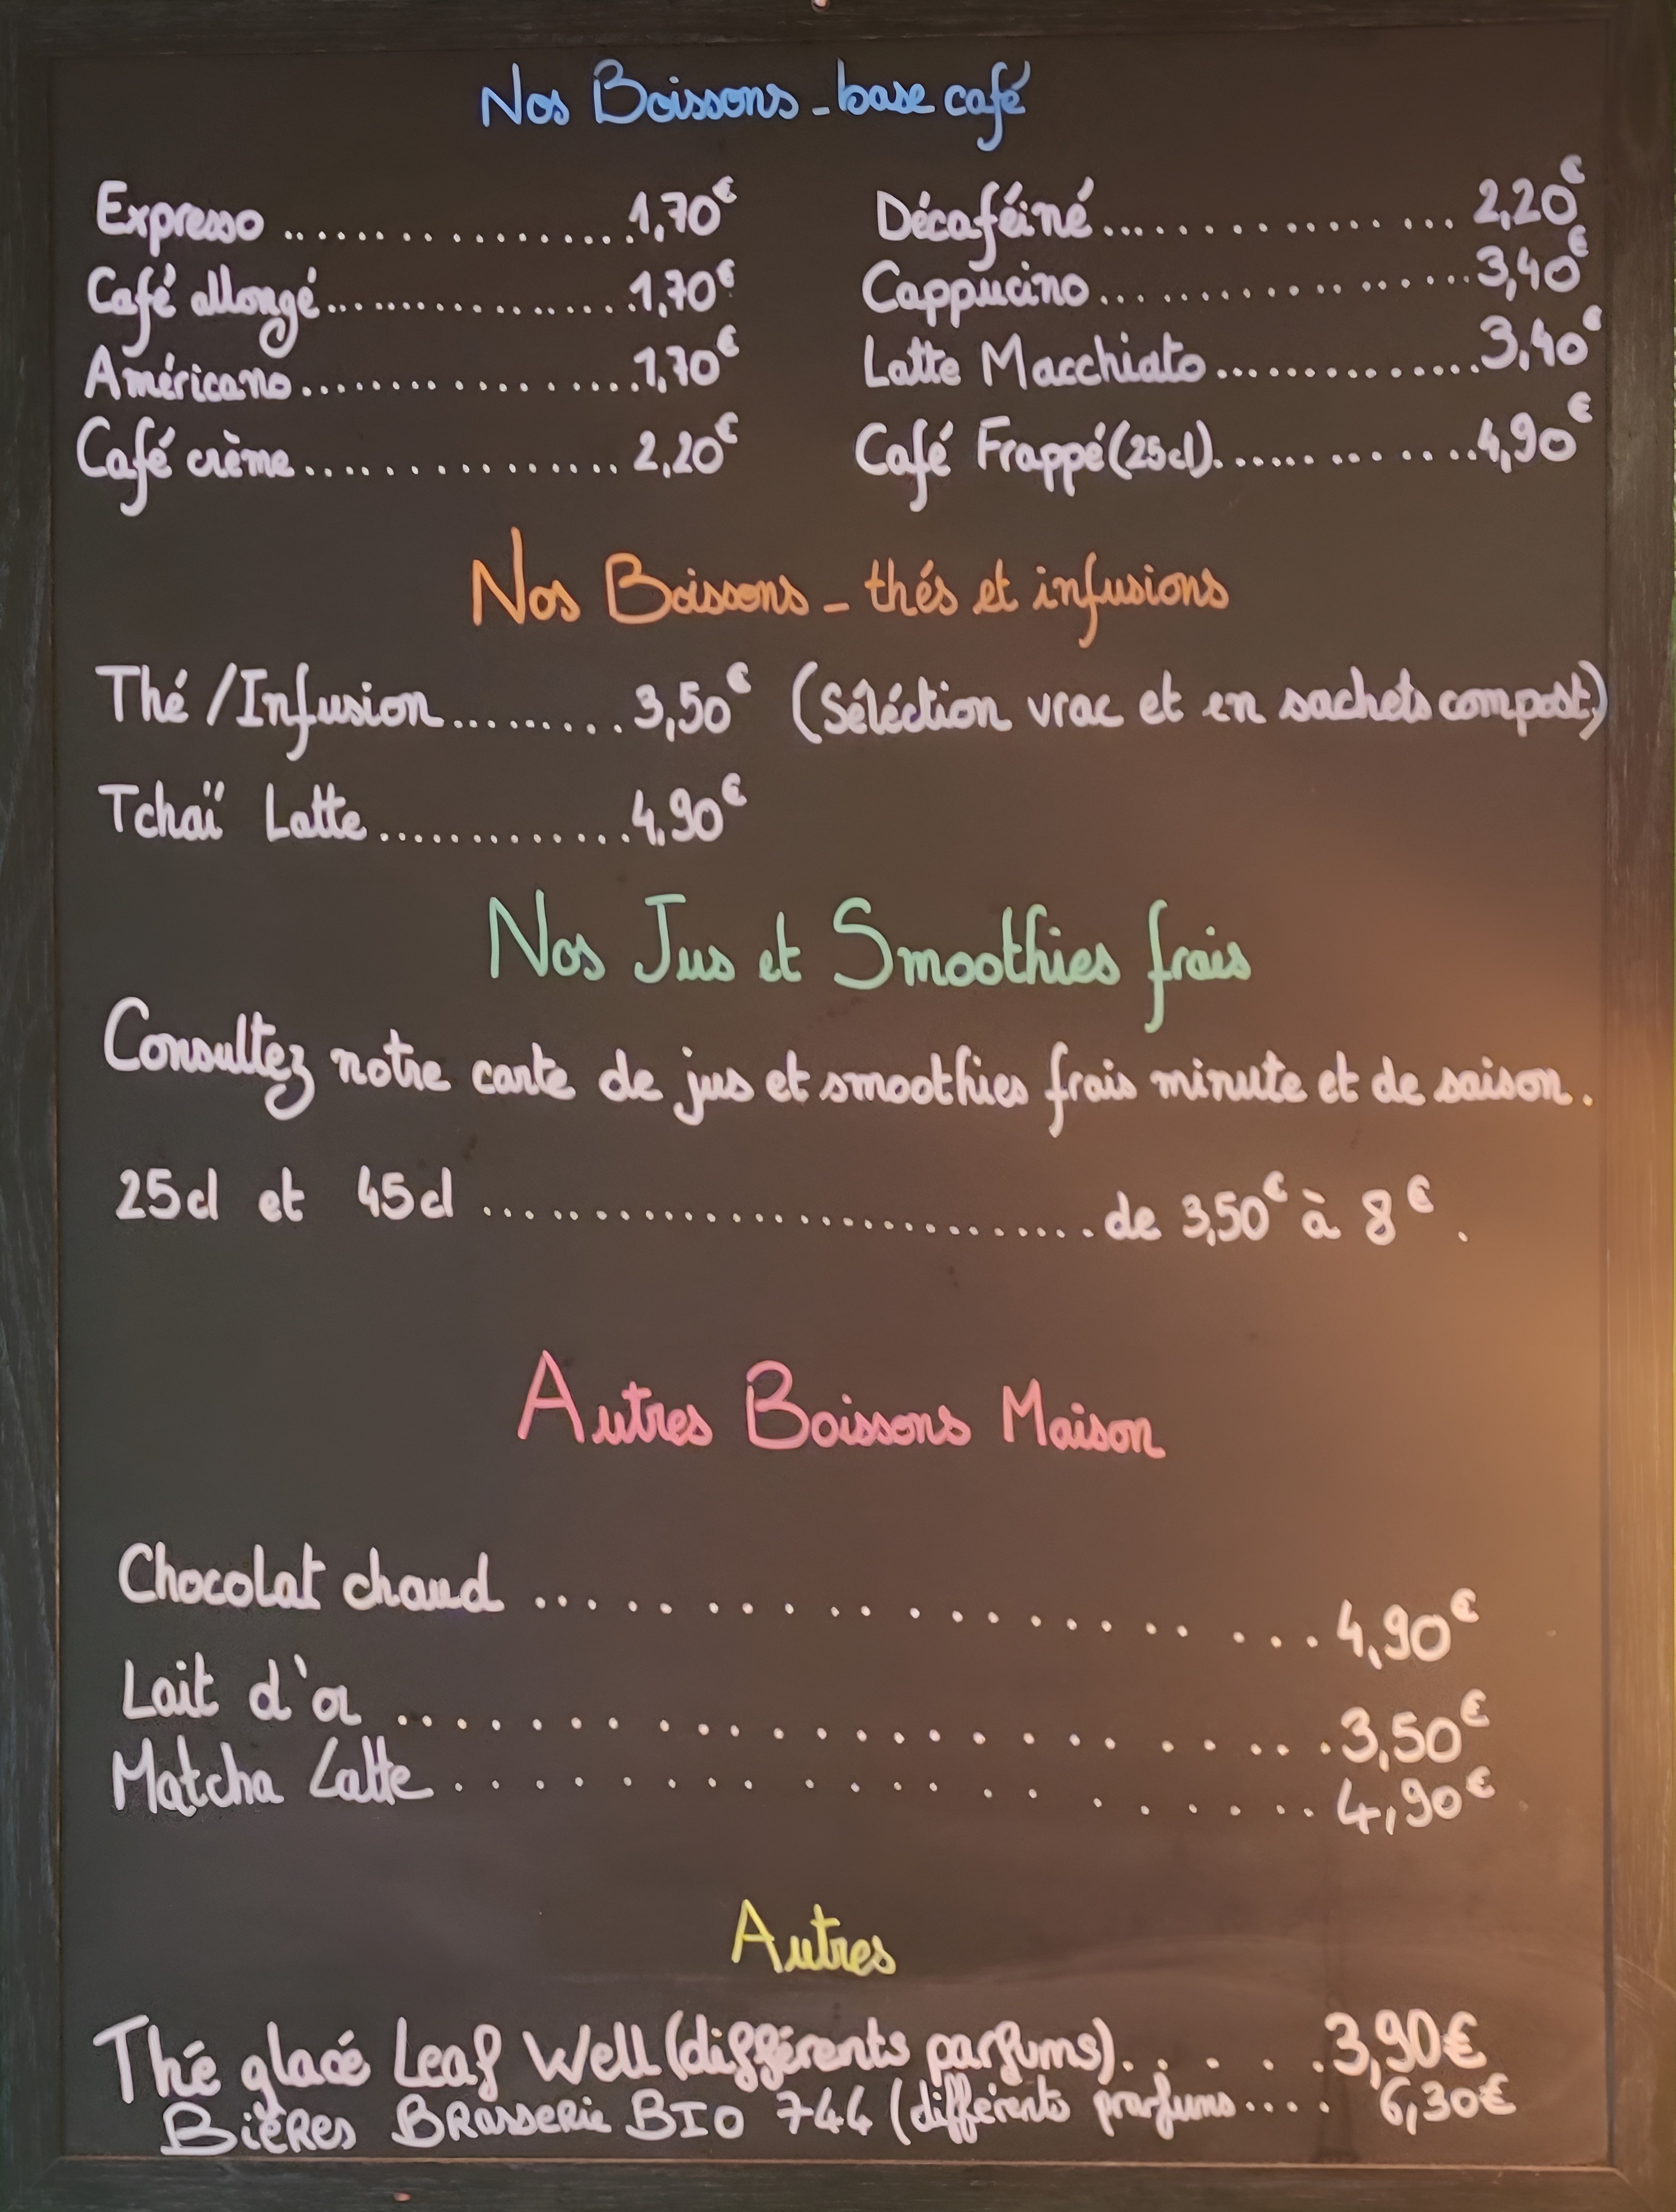 Nos Boissons - base café
Expresso ..................1,70€
Café allongé.................1,70€
Américano..................1,70€
Café crème................ 2,20€
Décaféiné................ 2,20€
Cappucino..................3,40€
Latte Macchiato..............3,40€
Café Frappé (25cl)..............4,90€
Nos Boissons - thés et infusions
Thé /Infusion.........3,50€ (Séléction vrac et en sachets compost.)
Tchaï Latte.............4,90€
Nos Jus et Smoothies frais
Consultez notre carte de jus et smoothies frais minute et de saison.
25cl et 45cl ..............................de 3,50€ à 8€.
Autres Boissons Maison
Chocolat chaud ....................4,90€
Lait d'or ......................3,50€
Matcha Latte..................4,90€
Autres
Thé glacé Leaf Well (différents parfums)......3,90€
Bières Brasserie BIO 744 (différents parfums.... 6,30€